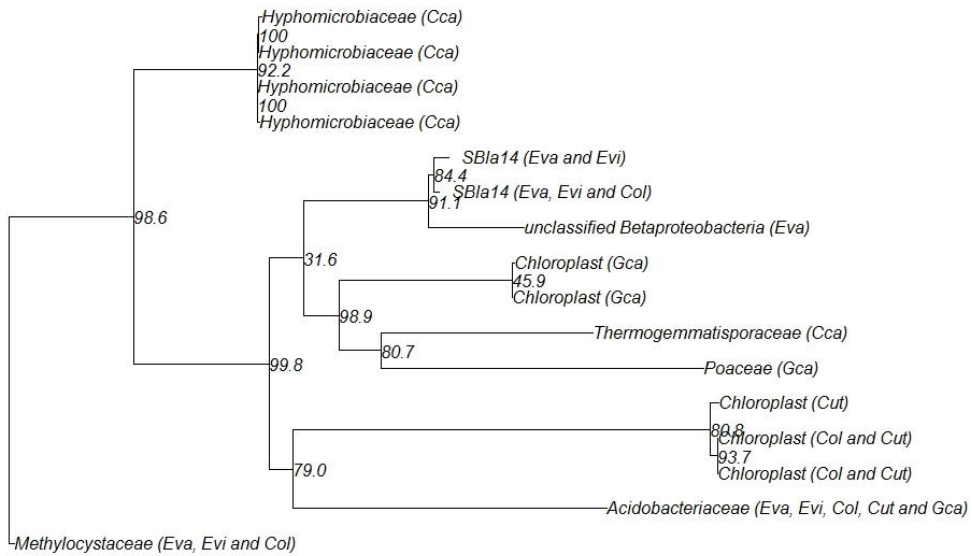 Hyphomicrobiaceae (Cca)
100
Hyphomicrobiaceae (Cca)
92.2
Hyphomicrobiaceae (Cca)
100
Hyphomicrobiaceae (Cca)
SBla14 (Eva and Evi)
84.4
SBla14 (Eva, Evi and Col)
91.1
98.6
unclassified Betaproteobacteria (Eva)
31.6
Chloroplast (Gca)
45.9
Chloroplast (Gca)
98.9
Thermogemmatisporaceae (Cca)
80.7
99.8
Poaceae (Gca)
Chloroplast (Cut)
80.8
Chloroplast (Col and Cut)
93.7
79.0
Chloroplast (Col and Cut)
Acidobacteriaceae (Eva, Evi, Col, Cut and Gca)
Methylocystaceae (Eva, Evi and Col)